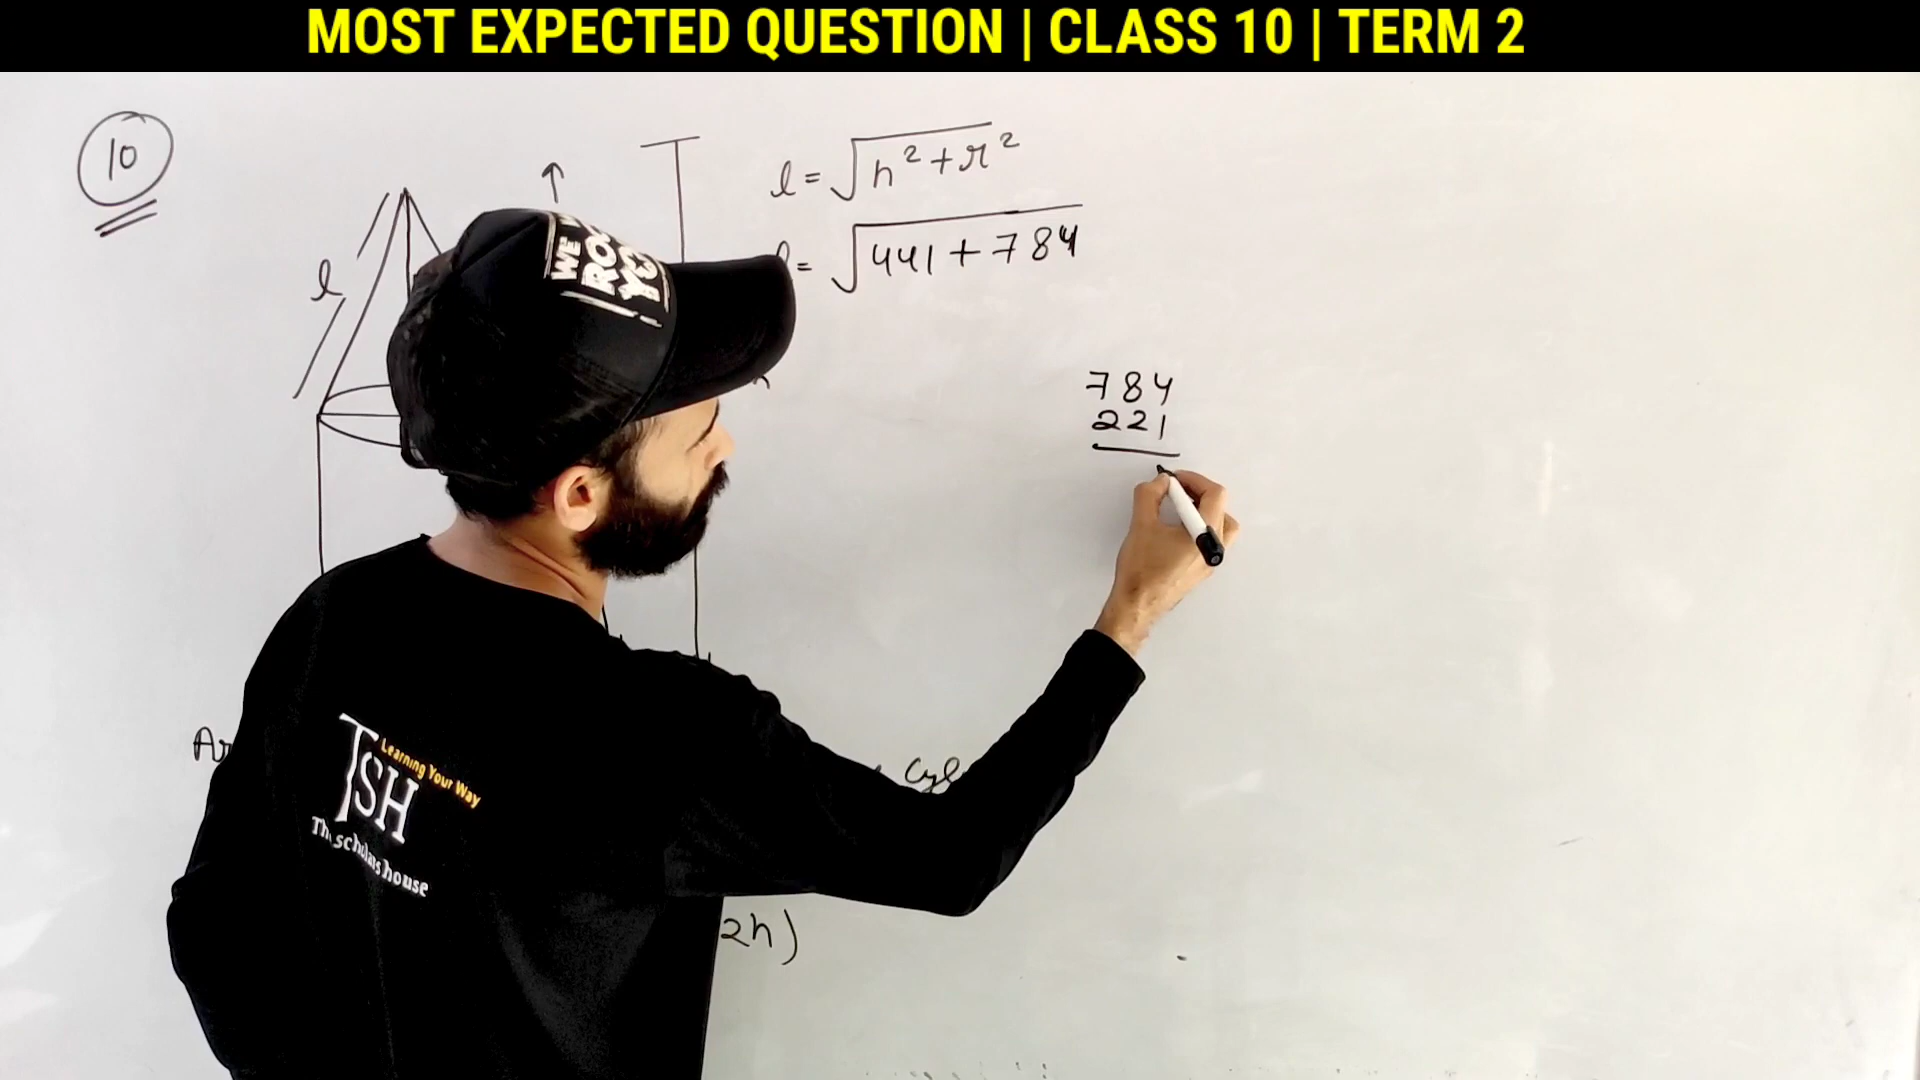 MOST EXPECTED QUESTION | CLASS 10 | TERM 2
10
l = √h² + r²
l = √441 + 784
l
WE
784
221
Cyl
Learning Your Way
TSH
The scholars house
2h)